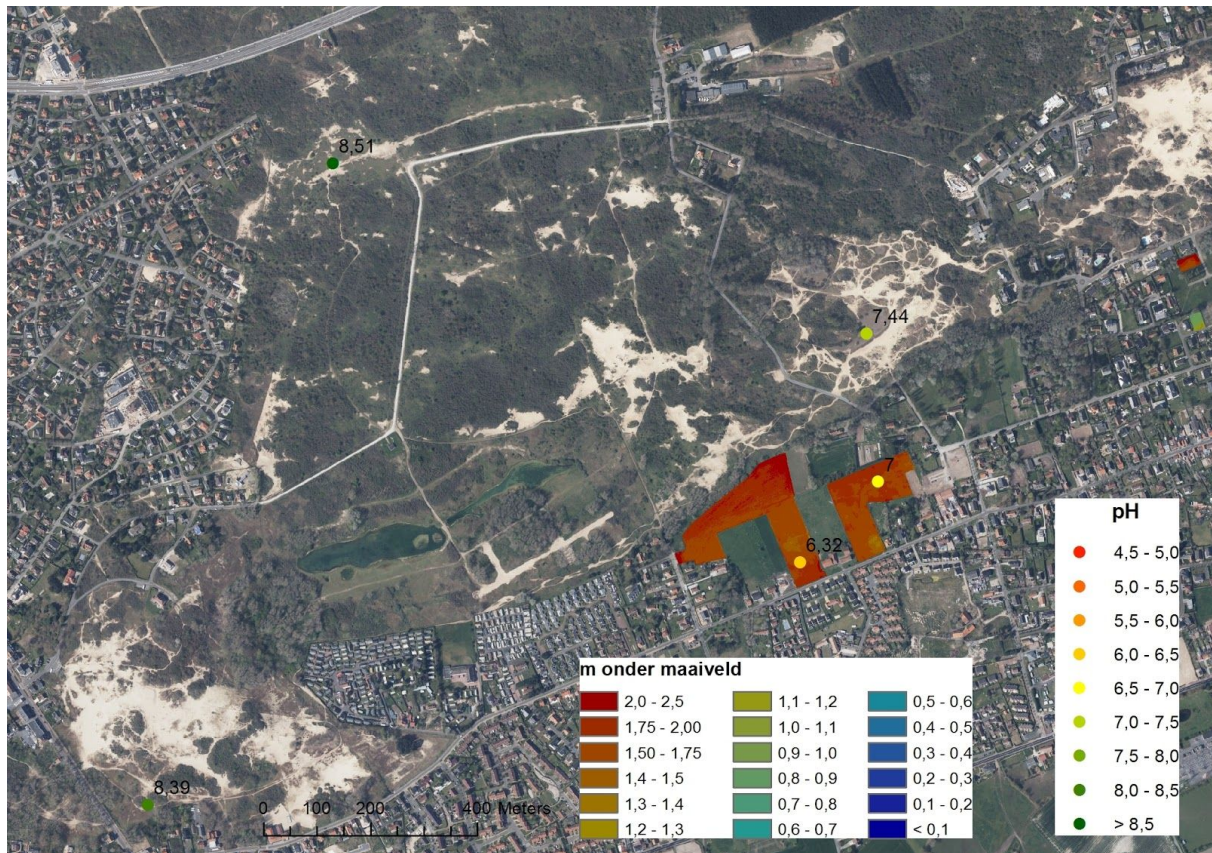 8,51
7,44
7
6,32
8,39
0 100 200 400 Meters
m onder maaiveld
2,0 - 2,5
1,75 - 2,00
1,50 - 1,75
1,4 - 1,5
1,3 - 1,4
1,2 - 1,3
1,1 - 1,2
1,0 - 1,1
0,9 - 1,0
0,8 - 0,9
0,7 - 0,8
0,6 - 0,7
0,5 - 0,6
0,4 - 0,5
0,3 - 0,4
0,2 - 0,3
0,1 - 0,2
< 0,1
pH
4,5 - 5,0
5,0 - 5,5
5,5 - 6,0
6,0 - 6,5
6,5 - 7,0
7,0 - 7,5
7,5 - 8,0
8,0 - 8,5
> 8,5